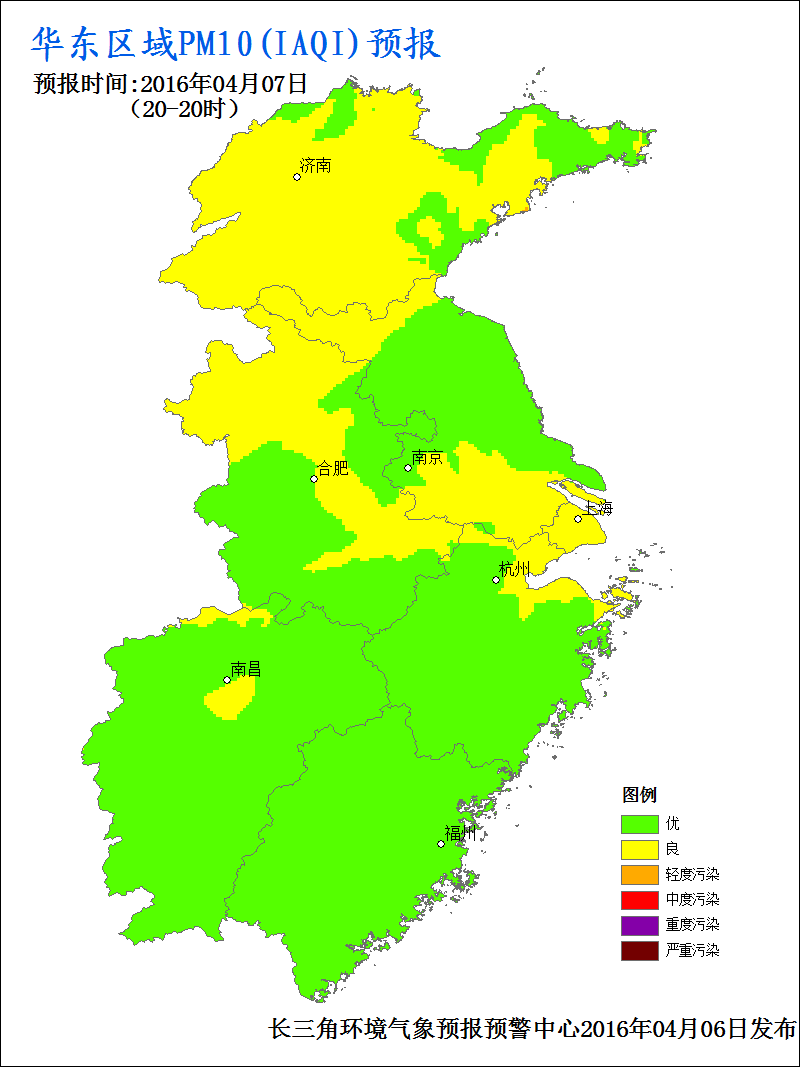 华东区域PM10(IAQI)预报
预报时间:2016年04月07日
(20-20时)
济南
合肥
南京
上海
杭州
南昌
福州
图例
优
良
轻度污染
中度污染
重度污染
严重污染
长三角环境气象预报预警中心2016年04月06日发布